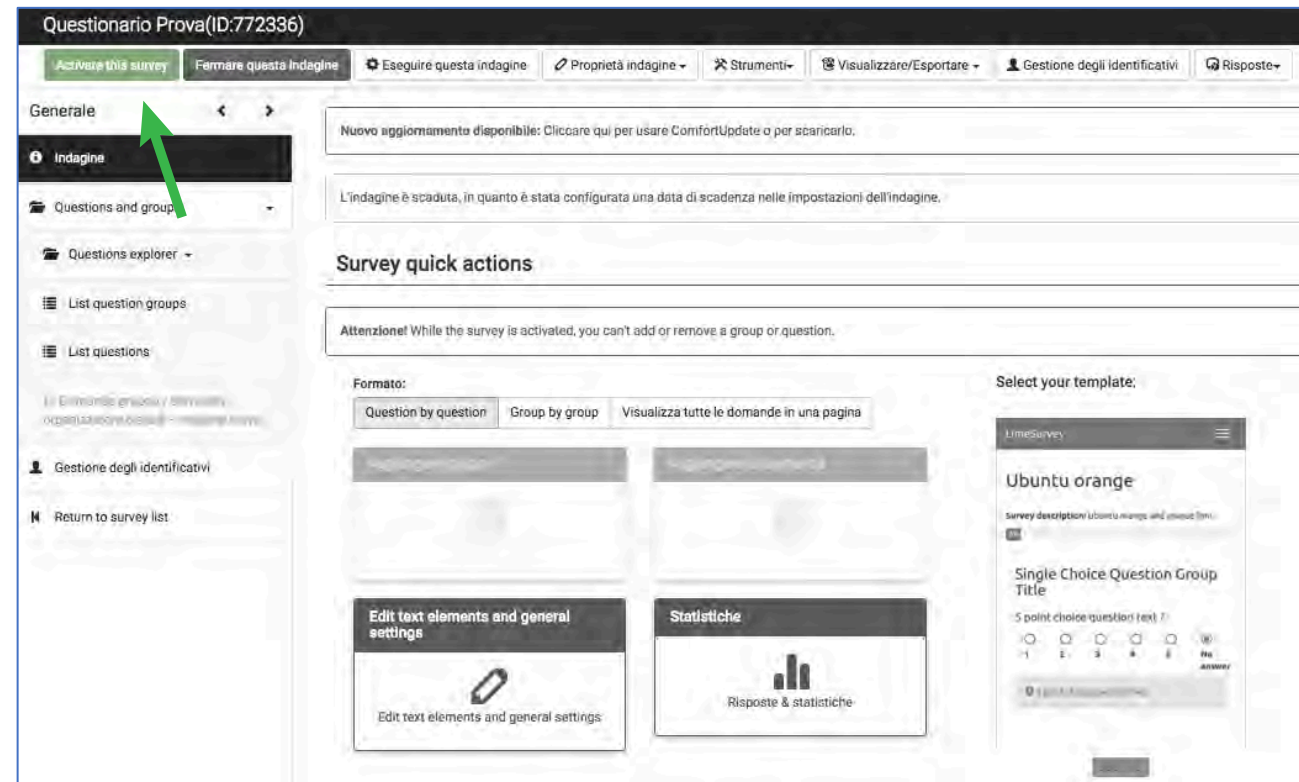 Questionario Prova(ID:772336)
Activate this survey
Fermare questa indagine
Eseguire questa indagine
Proprietà indagine
Strumenti
Visualizzare/Esportare
Gestione degli identificativi
Risposte
Generale
Indagine
Questions and group
Questions explorer
List question groups
List questions
Gestione degli identificativi
Return to survey list
Nuovo aggiornamento disponibile: Cliccare qui per usare ComfortUpdate o per scaricarlo.
L'indagine è scaduta, in quanto è stata configurata una data di scadenza nelle impostazioni dell'indagine.
Survey quick actions
Attenzione! While the survey is activated, you can't add or remove a group or question.
Formato:
Question by question
Group by group
Visualizza tutte le domande in una pagina
Edit text elements and general
settings
Edit text elements and general settings
Statistiche
Risposte & statistiche
Select your template:
LimeSurvey
Ubuntu orange
Survey description: ubuntu orange and orange
Single Choice Question Group
Title
5 point choice question text ?
1 2 3 4 5 No
answer